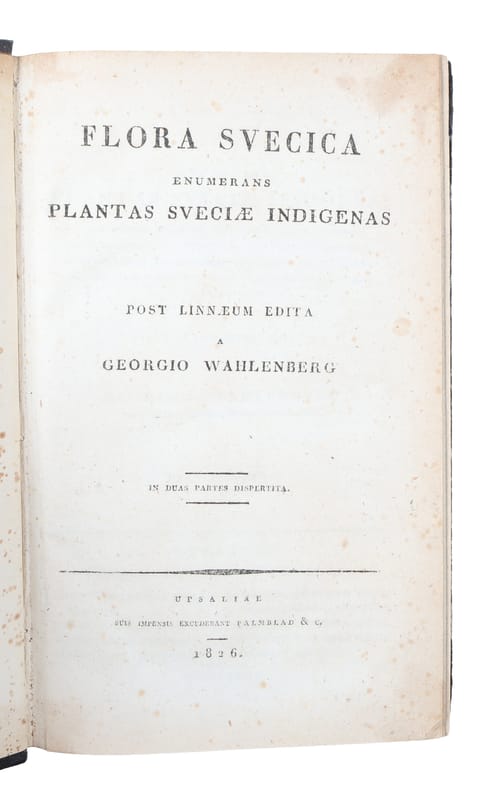 FLORA SVECICA
ENUMERANS
PLANTAS SVECIÆ INDIGENAS
POST LINNÆUM EDITA
A
GEORGIO WAHLENBERG
IN DUAS PARTES DISPERTITA.
UPSALIAE
SUIS IMPENSIS EXCUDERANT PALMBLAD & C.
1826.